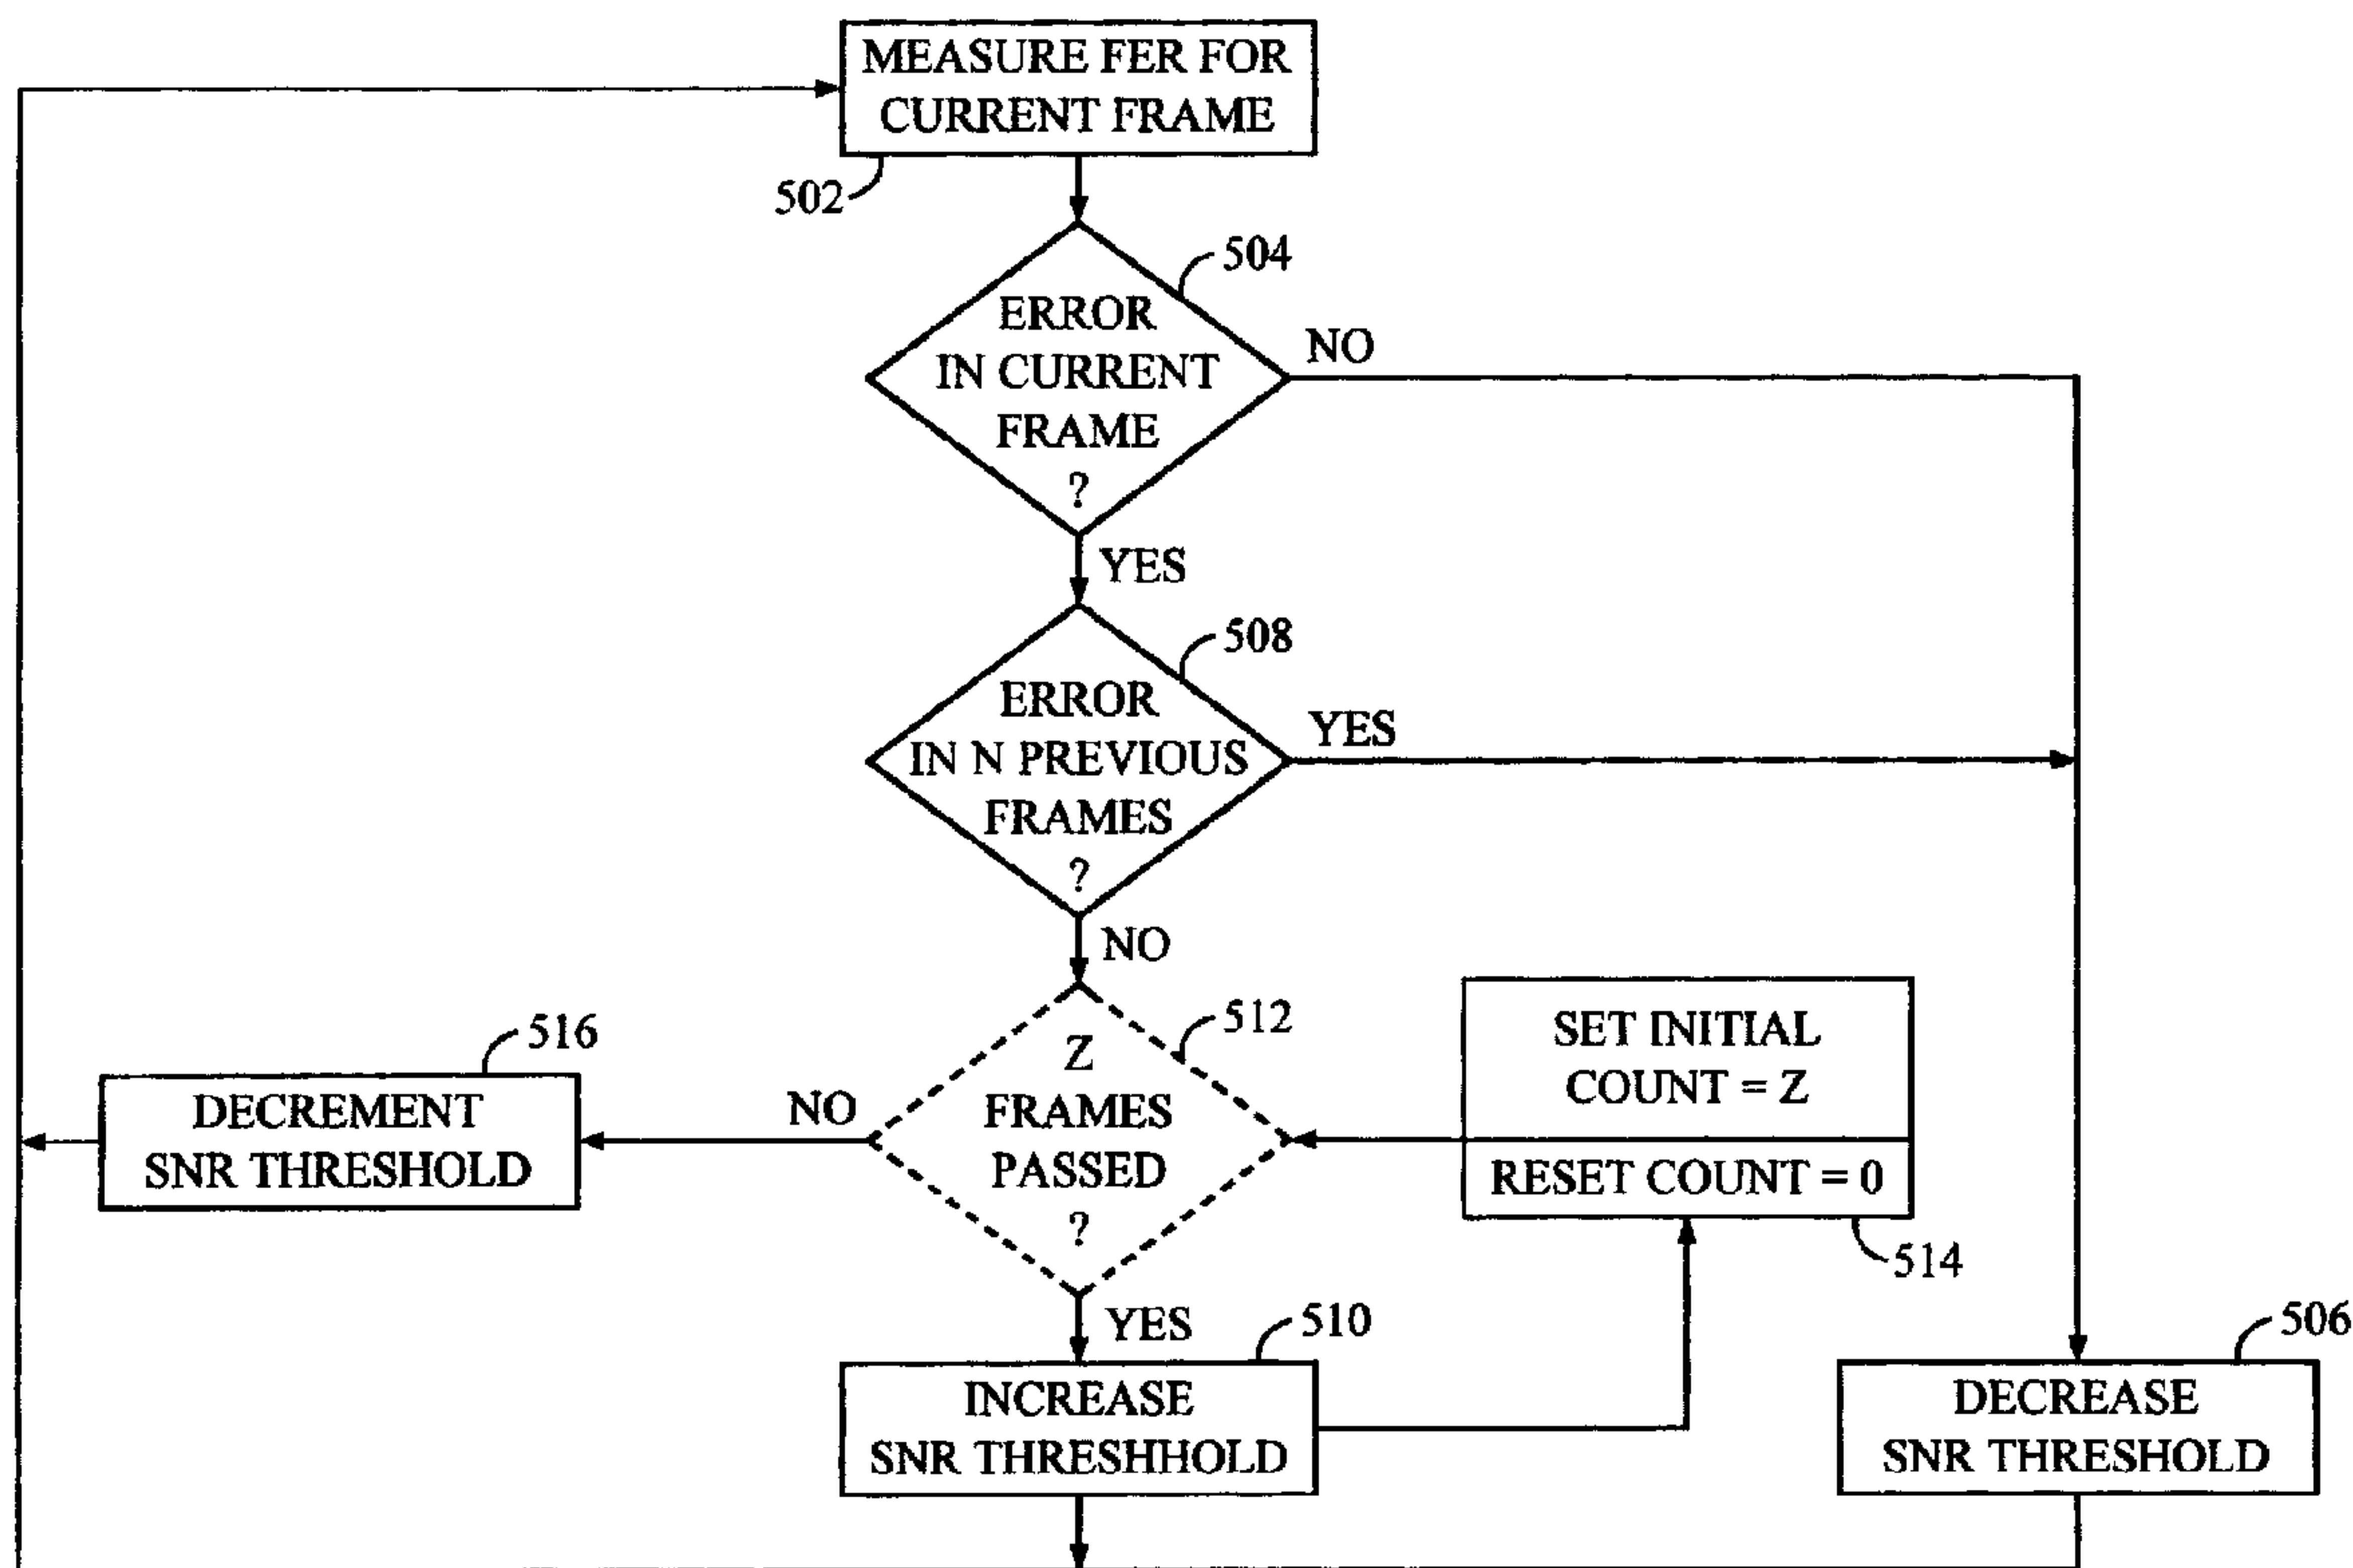 MEASURE FER FOR
CURRENT FRAME
502
504
ERROR
IN CURRENT
FRAME
?
NO
YES
508
ERROR
IN N PREVIOUS
FRAMES
?
YES
NO
512
Z
FRAMES
PASSED
?
NO
YES
516
DECREMENT
SNR THRESHOLD
SET INITIAL
COUNT = Z
RESET COUNT = 0
514
510
INCREASE
SNR THRESHHOLD
506
DECREASE
SNR THRESHOLD